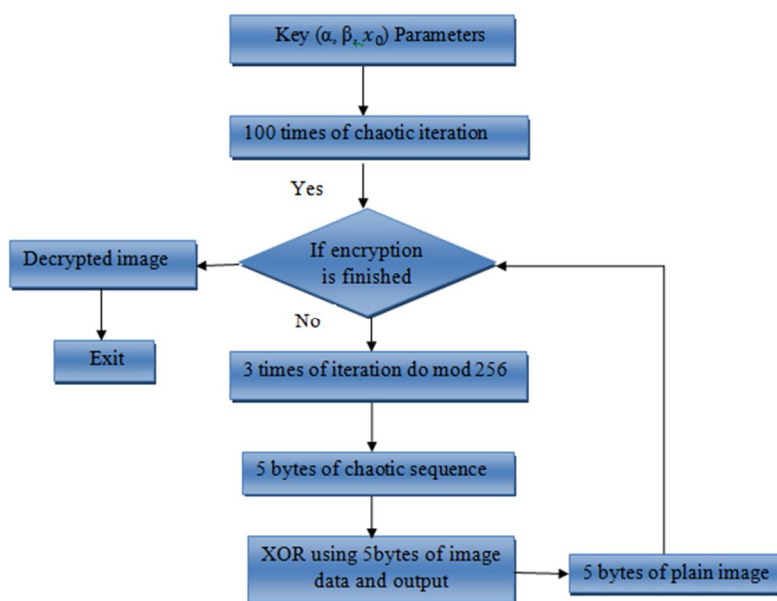 Key (α, β, x₀) Parameters
100 times of chaotic iteration
Yes
If encryption
is finished
Decrypted image
Exit
No
3 times of iteration do mod 256
5 bytes of chaotic sequence
XOR using 5bytes of image
data and output
5 bytes of plain image